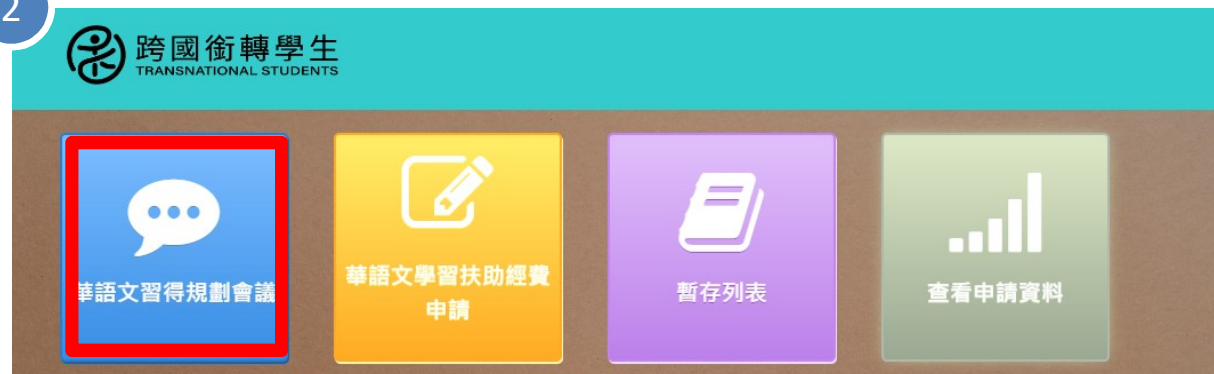 2
跨國銜轉學生
TRANSNATIONAL STUDENTS
華語文習得規劃會議
華語文學習扶助經費
申請
暫存列表
查看申請資料